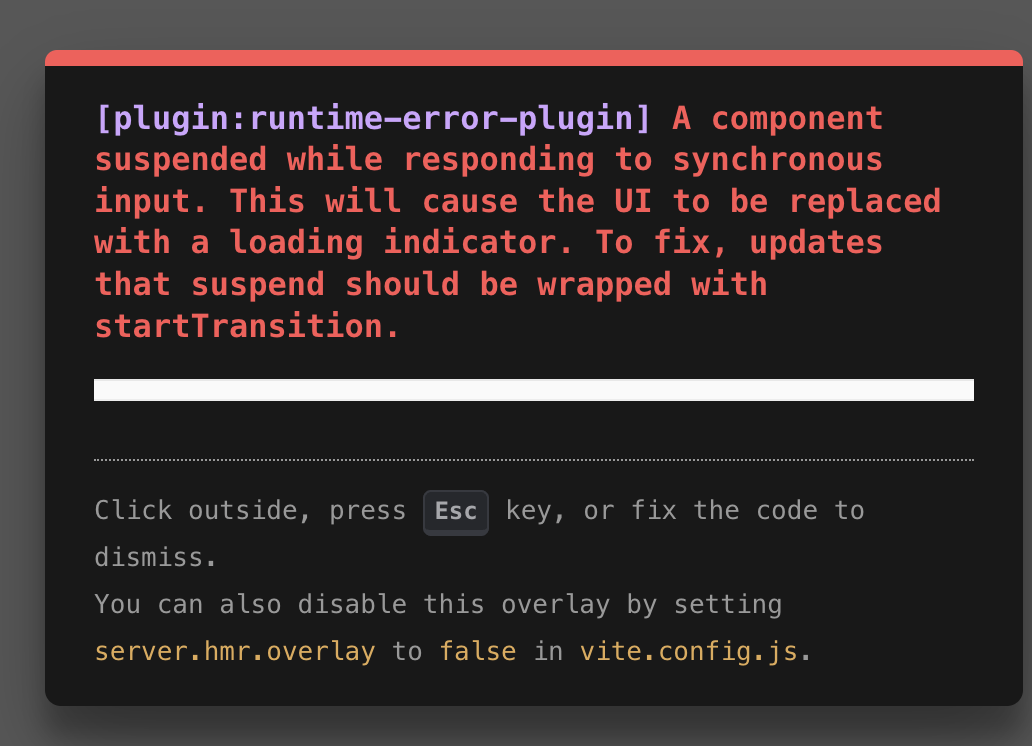 [plugin:runtime-error-plugin] A component
suspended while responding to synchronous
input. This will cause the UI to be replaced
with a loading indicator. To fix, updates
that suspend should be wrapped with
startTransition.
Click outside, press Esc key, or fix the code to
dismiss.
You can also disable this overlay by setting
server.hmr.overlay to false in vite.config.js.